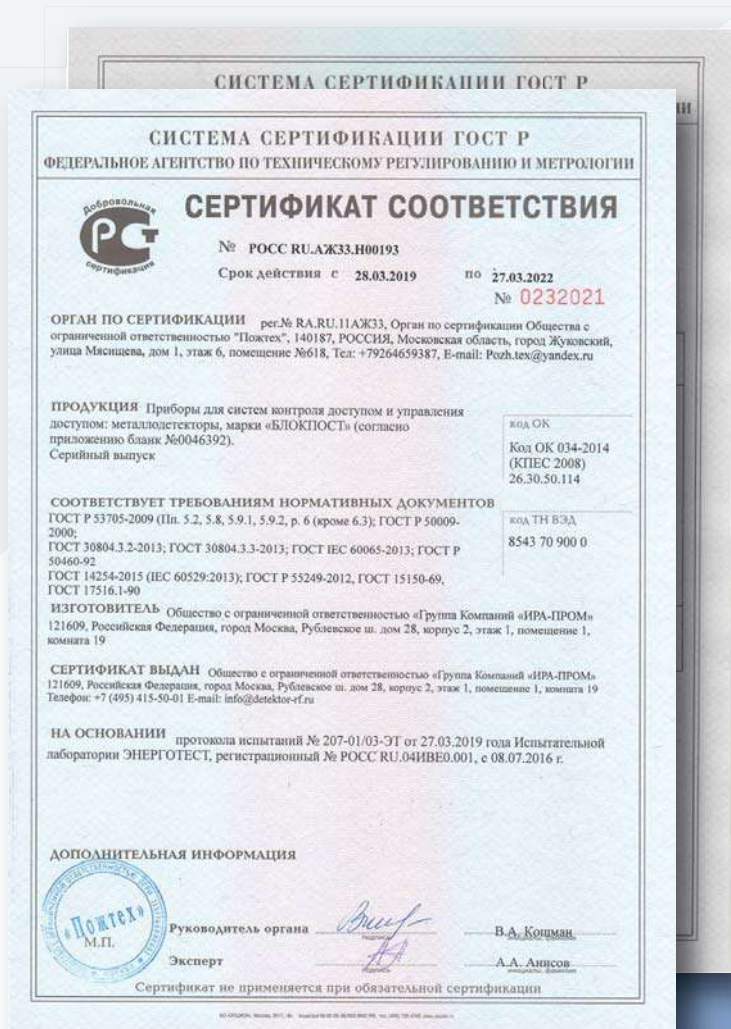 СИСТЕМА СЕРТИФИКАЦИИ ГОСТ Р
СИСТЕМА СЕРТИФИКАЦИИ ГОСТ Р
ФЕДЕРАЛЬНОЕ АГЕНТСТВО ПО ТЕХНИЧЕСКОМУ РЕГУЛИРОВАНИЮ И МЕТРОЛОГИИ
Добровольная
сертификация
СЕРТИФИКАТ СООТВЕТСТВИЯ
№ РОСС RU.АЖ33.Н00193
Срок действия с 28.03.2019 по 27.03.2022
№ 0232021
ОРГАН ПО СЕРТИФИКАЦИИ рег.№ RA.RU.11АЖ33, Орган по сертификации Общества с
ограниченной ответственностью "Пожтех", 140187, РОССИЯ, Московская область, город Жуковский,
улица Мясищева, дом 1, этаж 6, помещение №618, Тел: +79264659387, E-mail: Pozh.tex@yandex.ru
ПРОДУКЦИЯ Приборы для систем контроля доступом и управления
доступом: металлодетекторы, марки «БЛОКПОСТ» (согласно
приложению бланк №0046392).
Серийный выпуск
код ОК
Код ОК 034-2014
(КПЕС 2008)
26.30.50.114
СООТВЕТСТВУЕТ ТРЕБОВАНИЯМ НОРМАТИВНЫХ ДОКУМЕНТОВ
ГОСТ Р 53705-2009 (Пп. 5.2, 5.8, 5.9.1, 5.9.2, р. 6 (кроме 6.3); ГОСТ Р 50009-
2000;
ГОСТ 30804.3.2-2013; ГОСТ 30804.3.3-2013; ГОСТ IEC 60065-2013; ГОСТ Р
50460-92
ГОСТ 14254-2015 (IEC 60529:2013); ГОСТ Р 55249-2012, ГОСТ 15150-69,
ГОСТ 17516.1-90
код ТН ВЭД
8543 70 900 0
ИЗГОТОВИТЕЛЬ Общество с ограниченной ответственностью «Группа Компаний «ИРА-ПРОМ»
121609, Российская Федерация, город Москва, Рублевское ш. дом 28, корпус 2, этаж 1, помещение 1,
комната 19
СЕРТИФИКАТ ВЫДАН Общество с ограниченной ответственностью «Группа Компаний «ИРА-ПРОМ»
121609, Российская Федерация, город Москва, Рублевское ш. дом 28, корпус 2, этаж 1, помещение 1, комната 19
Телефон: +7 (495) 415-50-01 E-mail: info@detektor-rf.ru
НА ОСНОВАНИИ протокола испытаний № 207-01/03-ЭТ от 27.03.2019 года Испытательной
лаборатории ЭНЕРГОТЕСТ, регистрационный № РОСС RU.04ИВЕ0.001, с 08.07.2016 г.
ДОПОЛНИТЕЛЬНАЯ ИНФОРМАЦИЯ
«Пожтех»
М.П.
Руководитель органа
подпись
В.А. Кошман
инициалы, фамилия
Эксперт
подпись
А.А. Анисов
инициалы, фамилия
Сертификат не применяется при обязательной сертификации